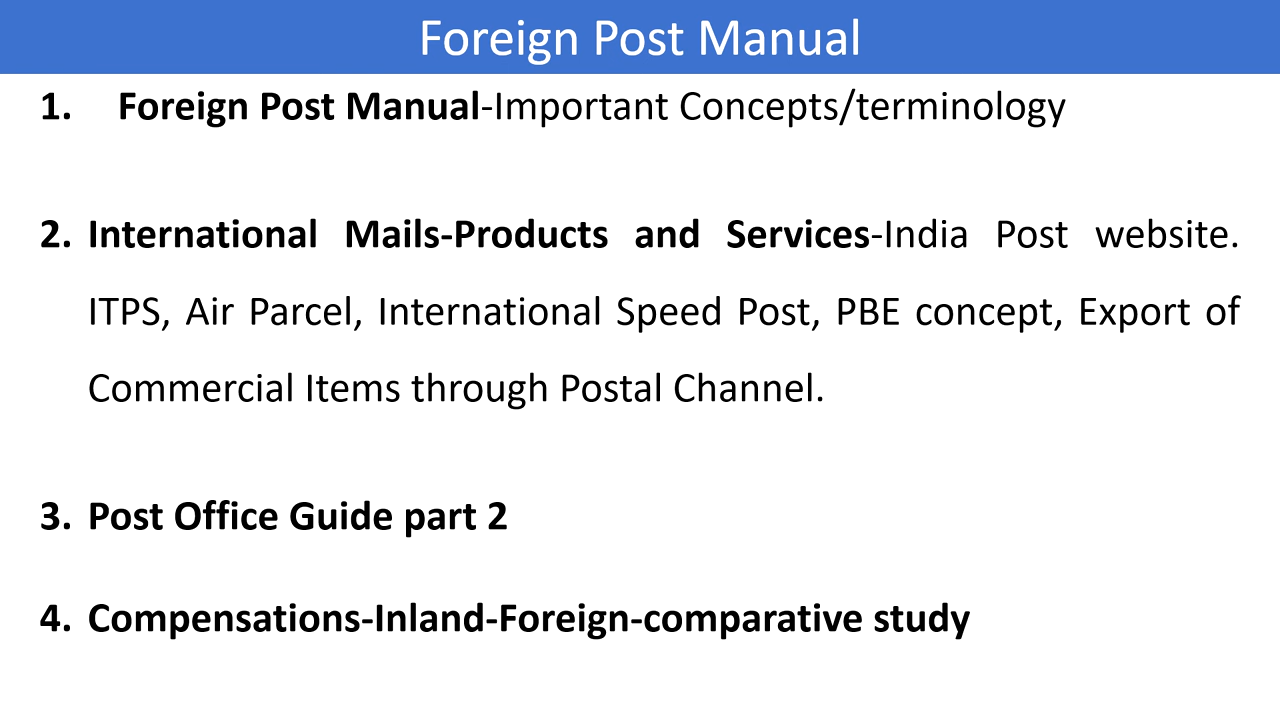 Foreign Post Manual
1. Foreign Post Manual-Important Concepts/terminology
2. International Mails-Products and Services-India Post website.
ITPS, Air Parcel, International Speed Post, PBE concept, Export of
Commercial Items through Postal Channel.
3. Post Office Guide part 2
4. Compensations-Inland-Foreign-comparative study